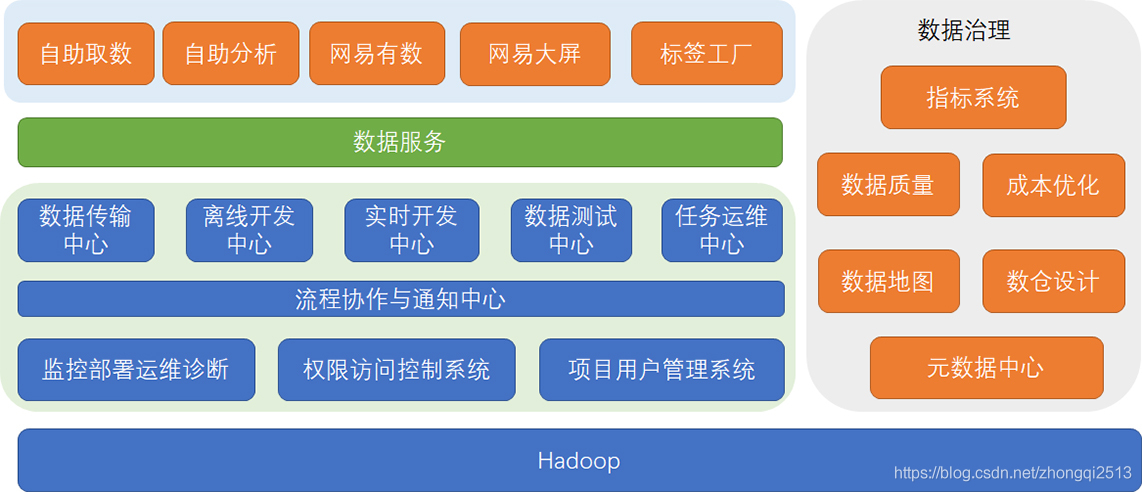 自助取数
自助分析
网易有数
网易大屏
标签工厂
数据服务
数据传输
中心
离线开发
中心
实时开发
中心
数据测试
中心
任务运维
中心
流程协作与通知中心
监控部署运维诊断
权限访问控制系统
项目用户管理系统
数据治理
指标系统
数据质量
成本优化
数据地图
数仓设计
元数据中心
Hadoop
https://blog.csdn.net/zhongqi2513